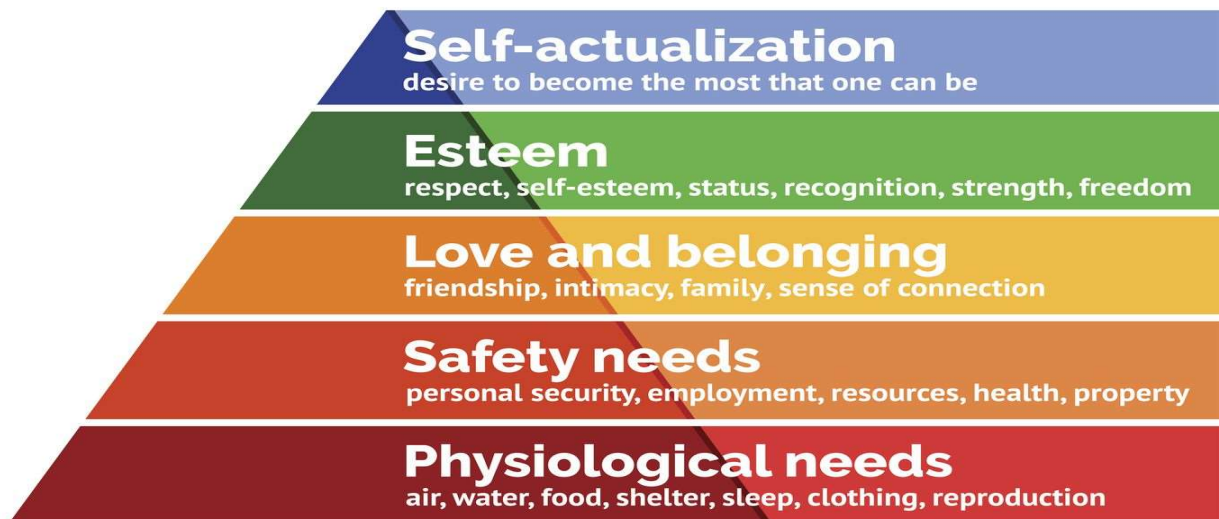 Self-actualization
desire to become the most that one can be
Esteem
respect, self-esteem, status, recognition, strength, freedom
Love and belonging
friendship, intimacy, family, sense of connection
Safety needs
personal security, employment, resources, health, property
Physiological needs
air, water, food, shelter, sleep, clothing, reproduction